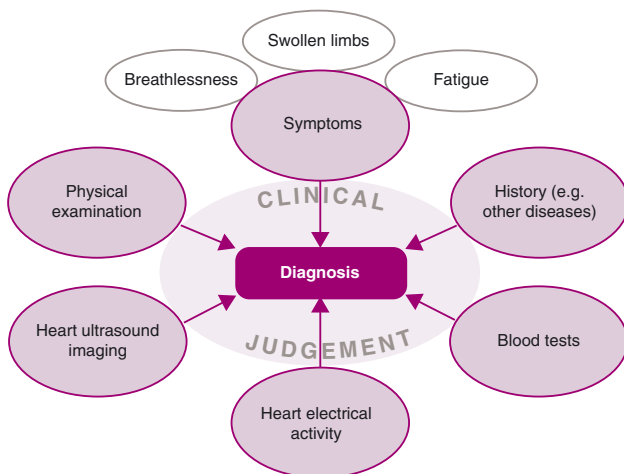 Swollen limbs
Breathlessness
Fatigue
Symptoms
Physical
examination
CLINICAL
History (e.g.
other diseases)
Diagnosis
Heart ultrasound
imaging
JUDGEMENT
Blood tests
Heart electrical
activity